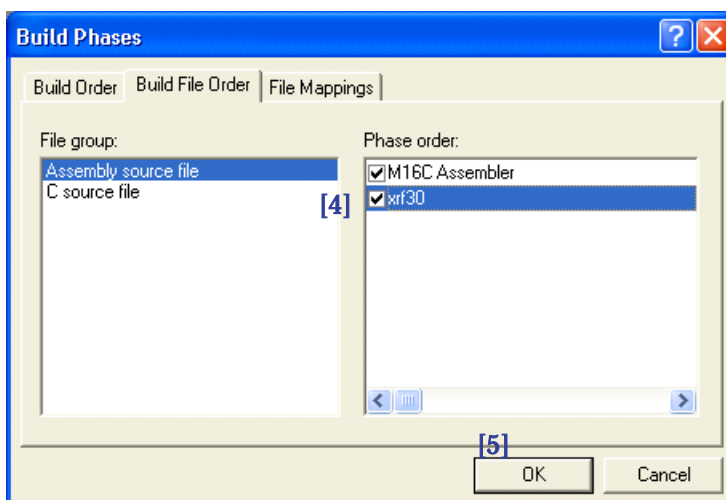 Build Phases
Build Order Build File Order File Mappings
File group: Phase order:
Assembly source file M16C Assembler
C source file xrf30
[4]
[5]
OK Cancel